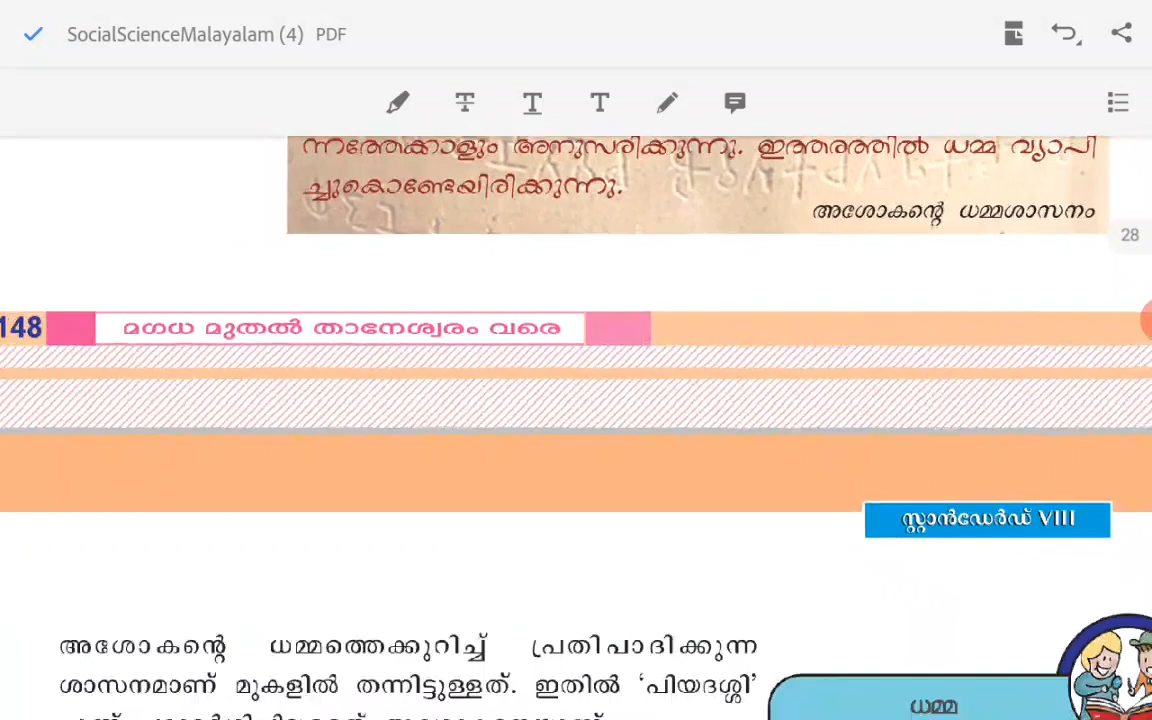 SocialScienceMalayalam (4) PDF
ന്നത്തേക്കാളും അനുസരിക്കുന്നു. ഇത്തരത്തിൽ ധമ്മ വ്യാപി
ച്ചുകൊണ്ടേയിരിക്കുന്നു.
അശോകന്റെ ധമ്മശാസനം
28
148 മഗധ മുതൽ താനേശ്വരം വരെ
സ്റ്റാൻഡേർഡ് VIII
അശോകന്റെ ധമ്മത്തെക്കുറിച്ച് പ്രതിപാദിക്കുന്ന
ശാസനമാണ് മുകളിൽ തന്നിട്ടുള്ളത്. ഇതിൽ ‘പിയദശ്ശി’
ധമ്മ